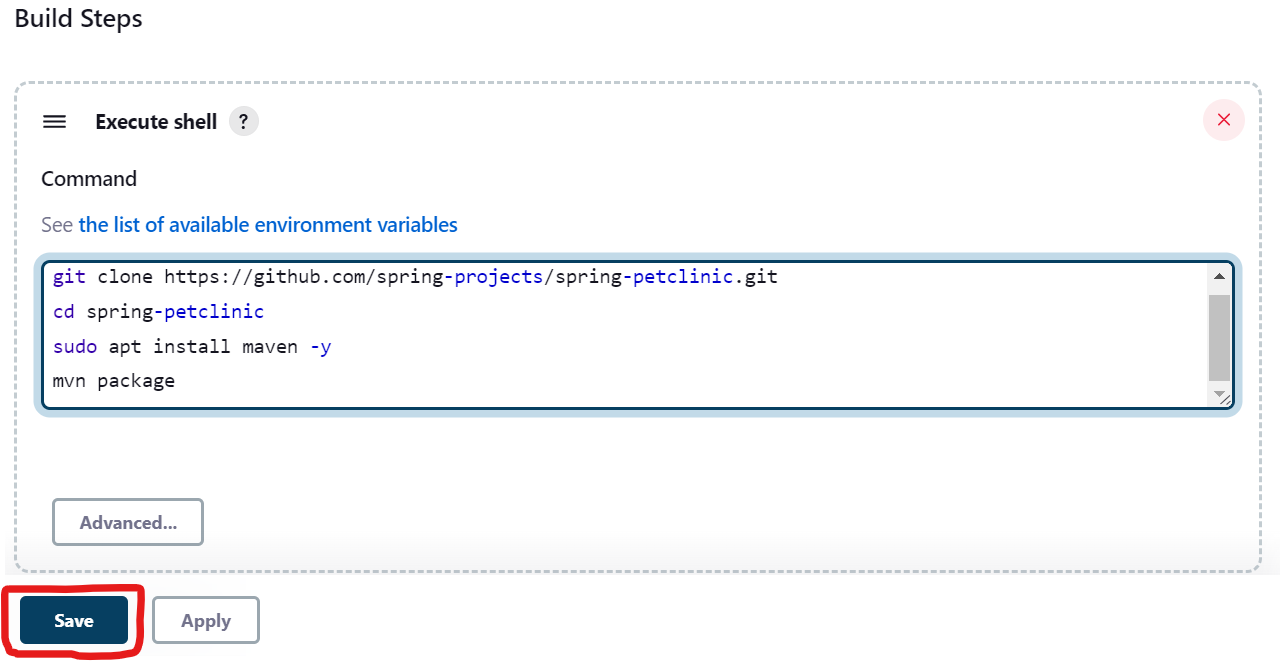 Build Steps
Execute shell ?
Command
See the list of available environment variables
git clone https://github.com/spring-projects/spring-petclinic.git
cd spring-petclinic
sudo apt install maven -y
mvn package
Advanced...
Save Apply